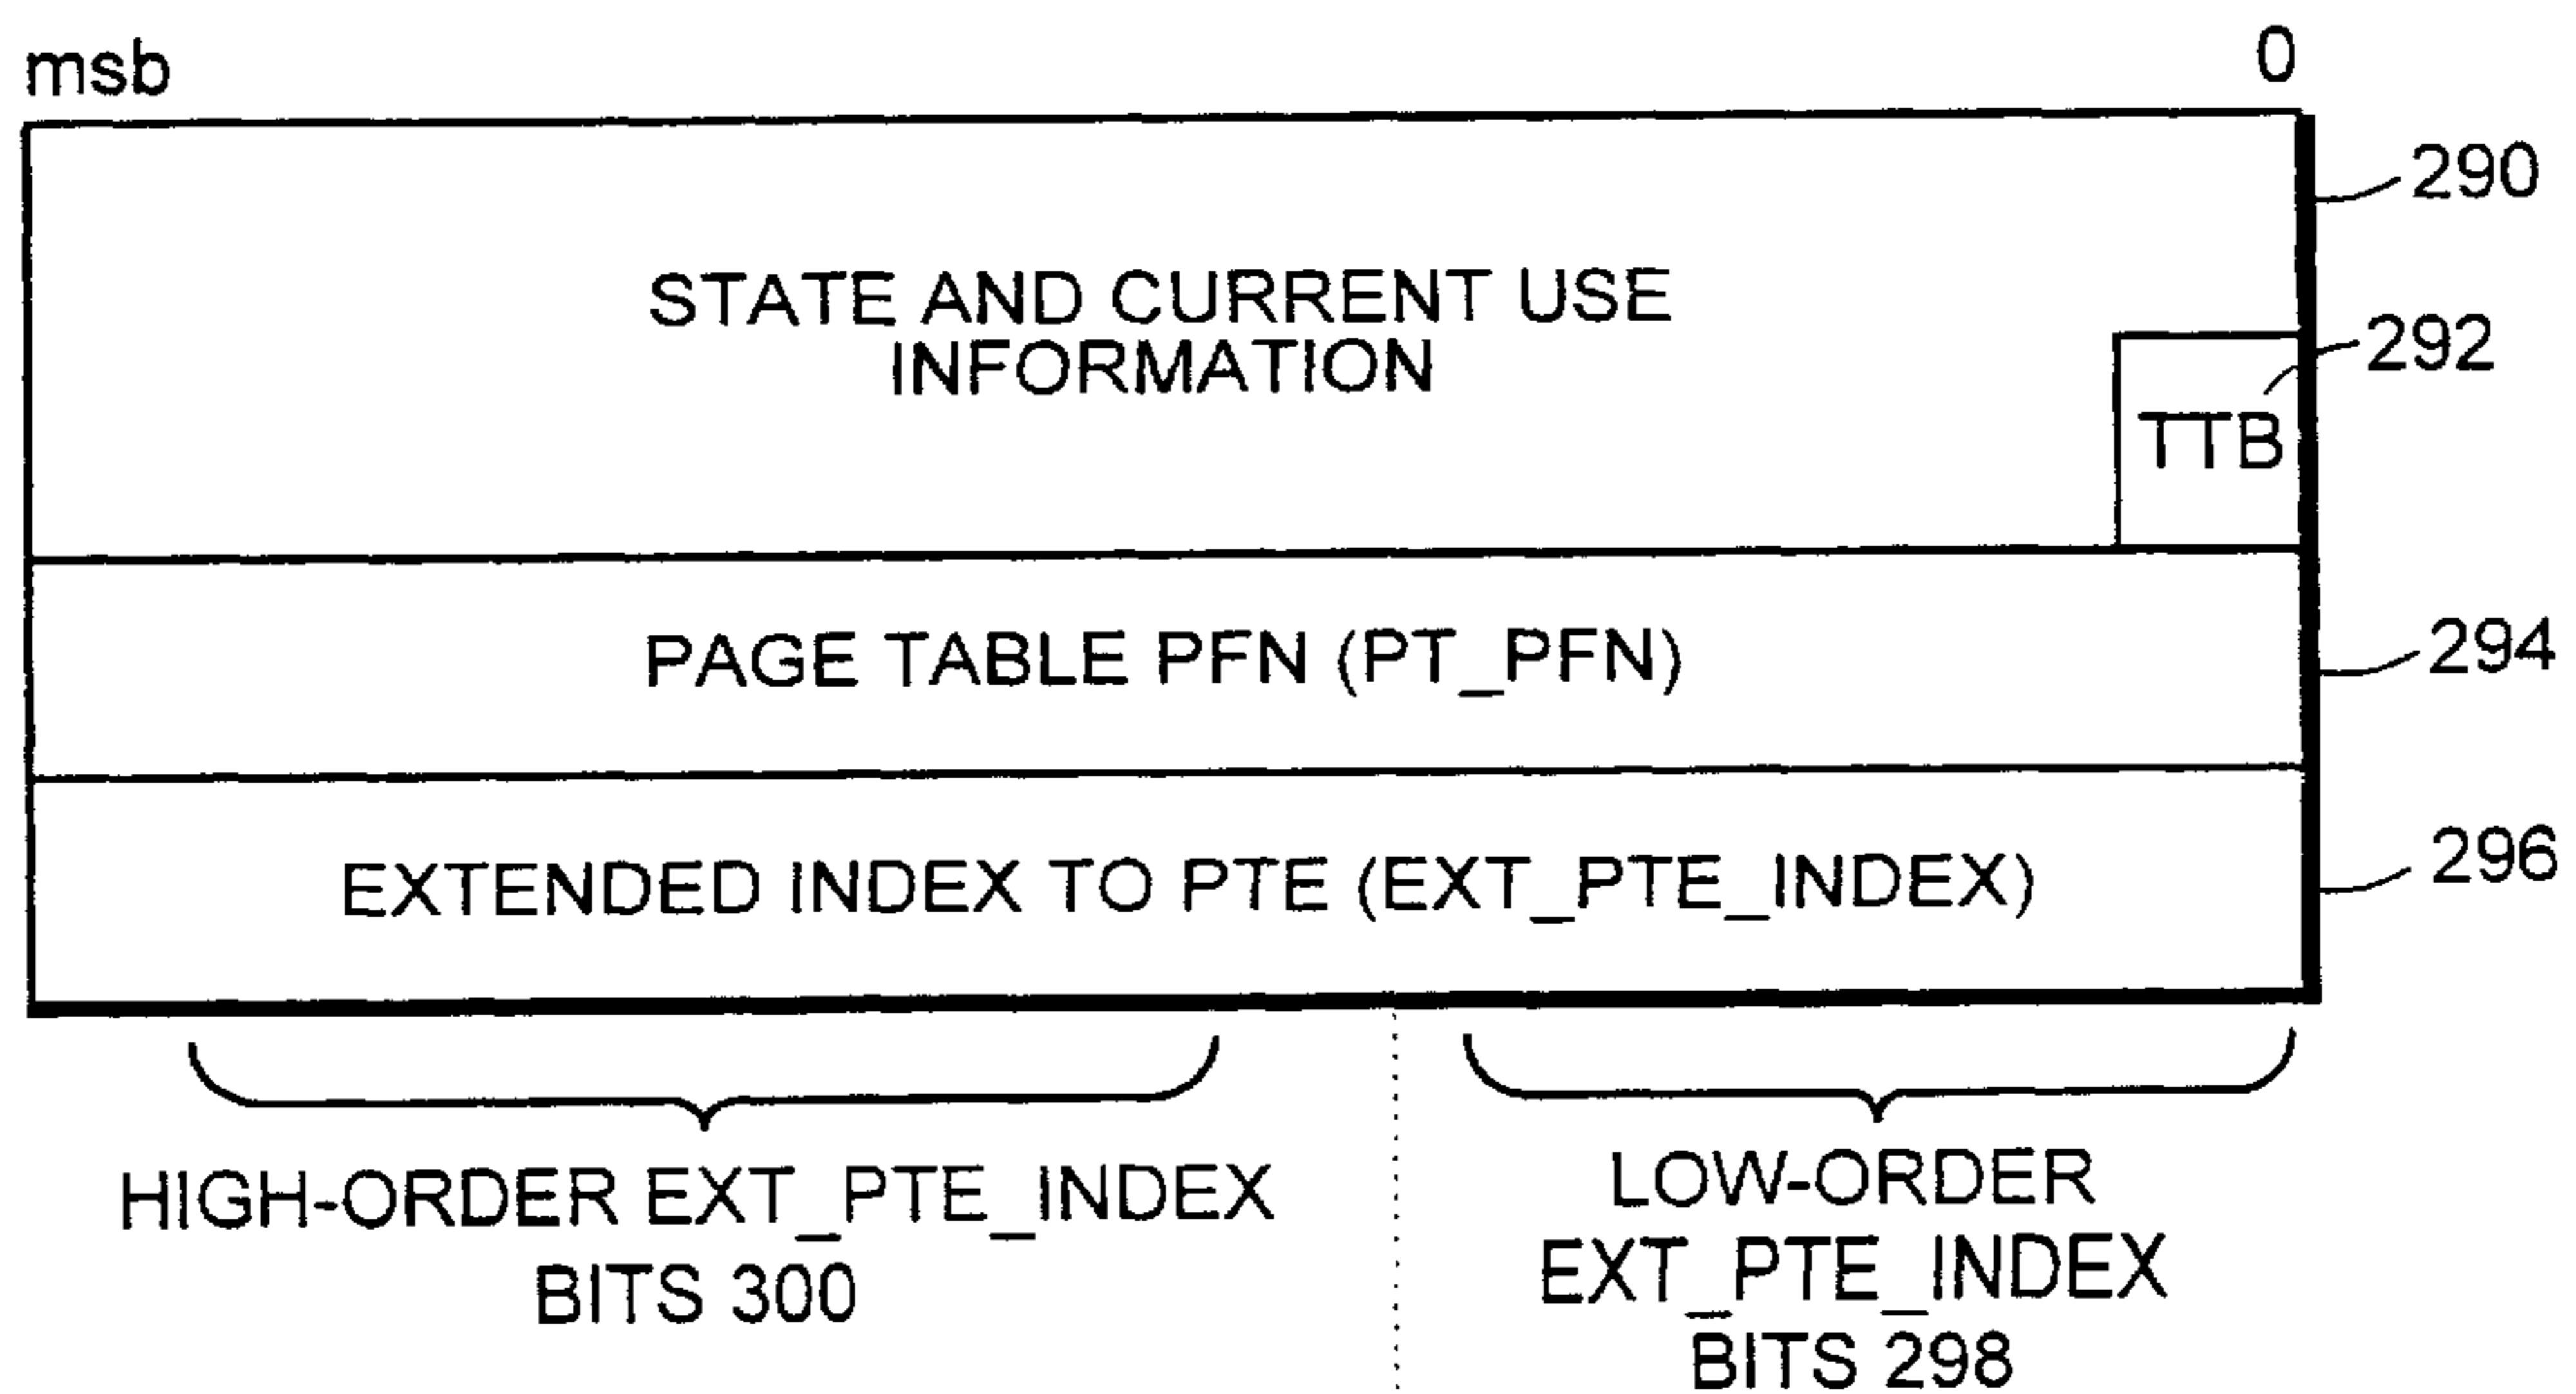 msb 0
290
STATE AND CURRENT USE
INFORMATION
292
TTB
PAGE TABLE PFN (PT_PFN)
294
EXTENDED INDEX TO PTE (EXT_PTE_INDEX)
296
HIGH-ORDER EXT_PTE_INDEX
BITS 300
LOW-ORDER
EXT_PTE_INDEX
BITS 298